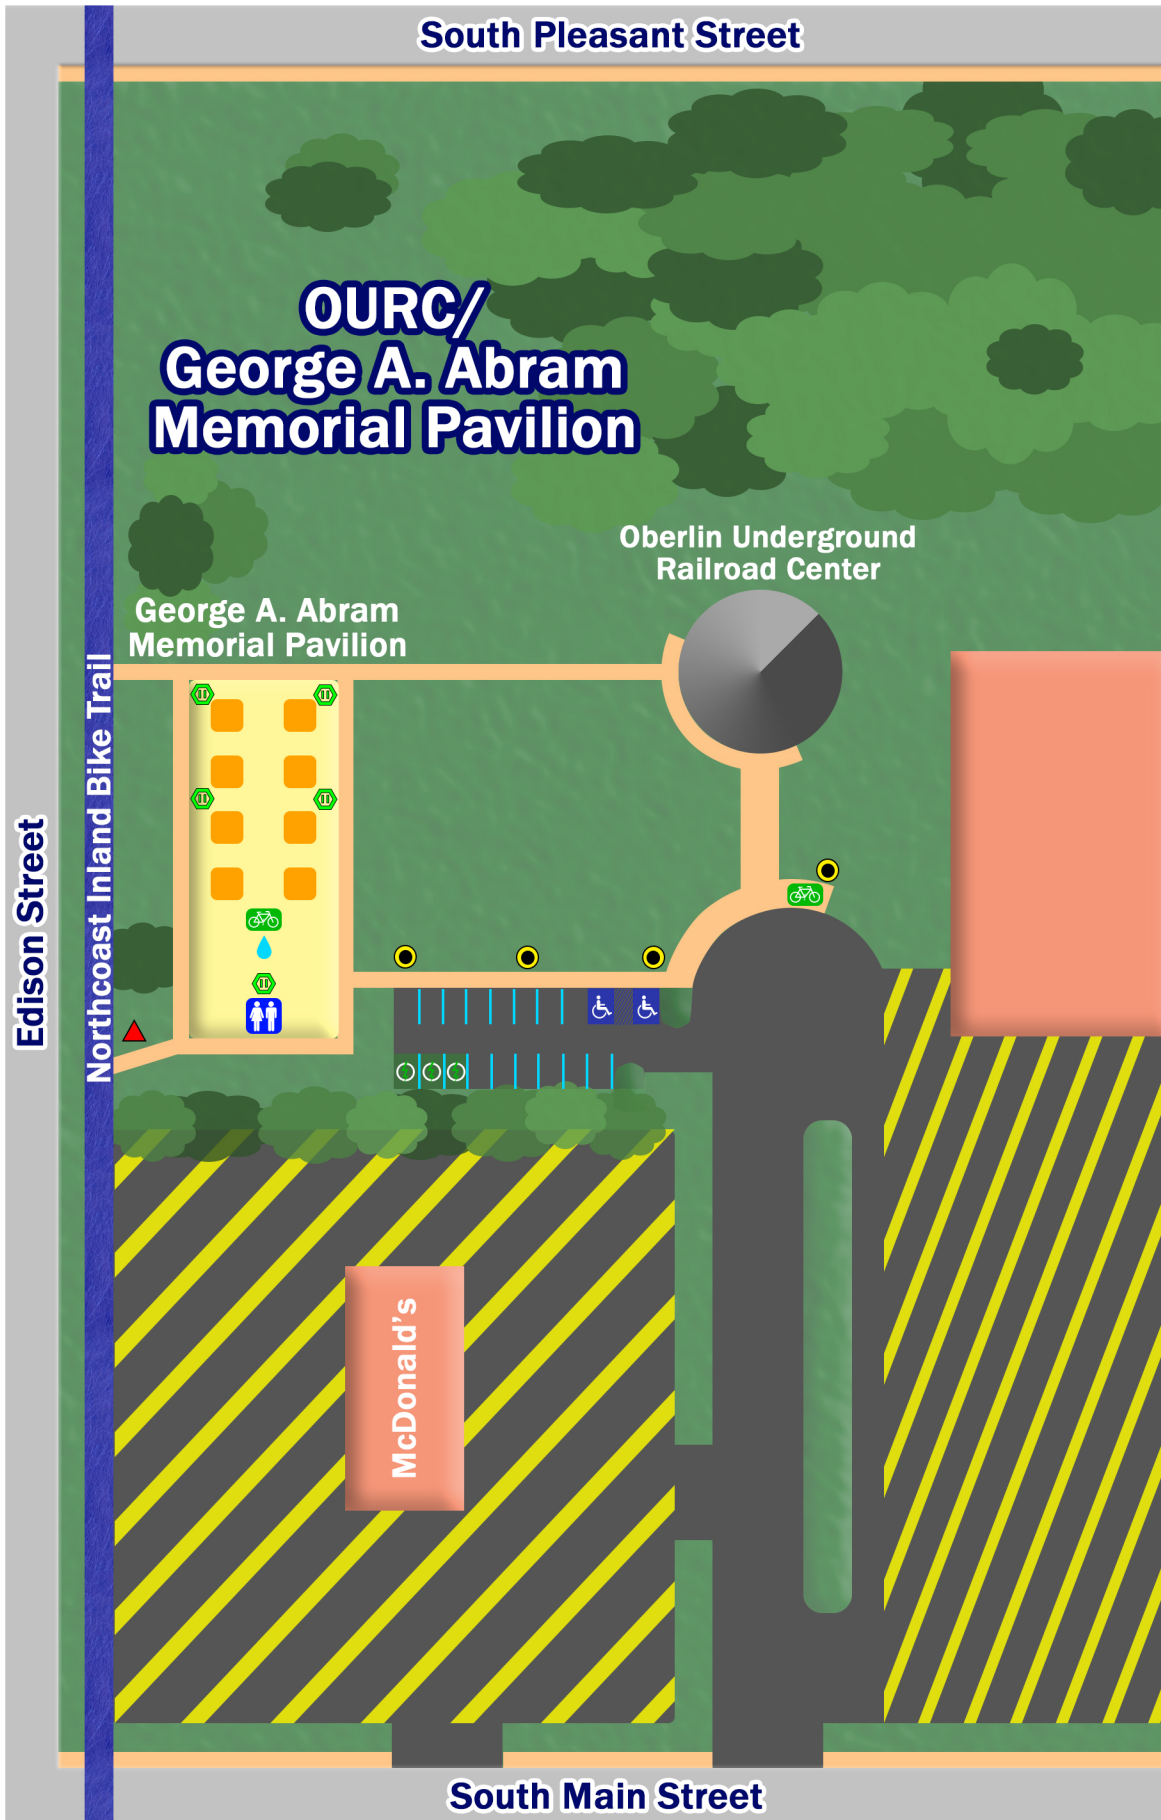 South Pleasant Street
OURC/
George A. Abram
Memorial Pavilion
Oberlin Underground
Railroad Center
George A. Abram
Memorial Pavilion
Northcoast Inland Bike Trail
Edison Street
McDonald's
South Main Street